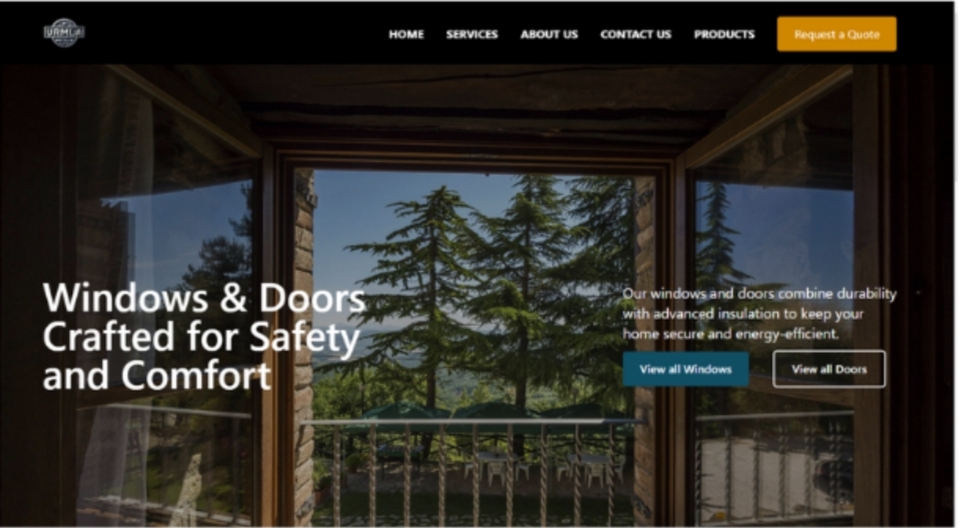 HOME SERVICES ABOUT US CONTACT US PRODUCTS Request a Quote
Windows & Doors
Crafted for Safety
and Comfort
Our windows and doors combine durability
with advanced insulation to keep your
home secure and energy-efficient.
View all Windows View all Doors